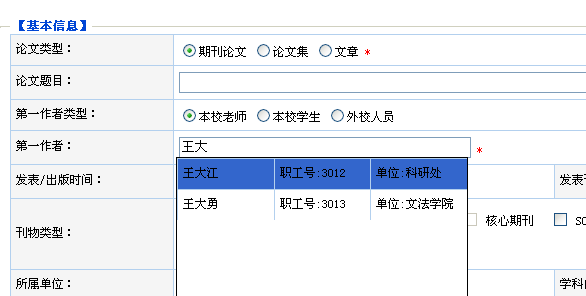 【基本信息】
论文类型： 期刊论文 论文集 文章 *
论文题目：
第一作者类型： 本校老师 本校学生 外校人员
第一作者： 王大 *
王大江 职工号:3012 单位:科研处
发表/出版时间： 发表
王大勇 职工号:3013 单位:文法学院
刊物类型： 核心期刊
所属单位： 学科